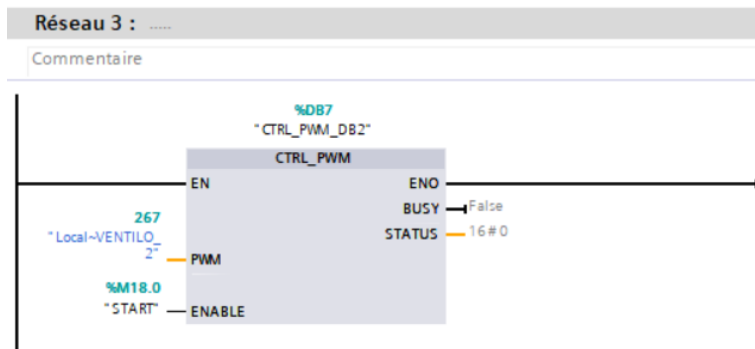 Réseau 3 : .....
Commentaire
%DB7
"CTRL_PWM_DB2"
CTRL_PWM
EN
ENO
BUSY
False
267
STATUS
16#0
"Local~VENTILO_
2"
PWM
%M18.0
"START"
ENABLE